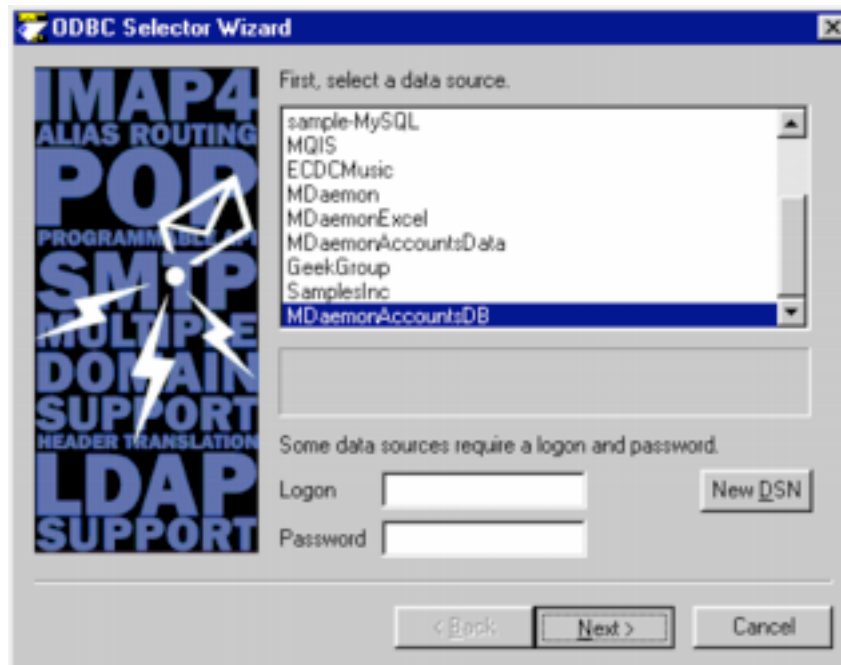 ODBC Selector Wizard
IMAP4
ALIAS ROUTING
POP
PROGRAMMABLE API
SMTP
MULTIPLE
DOMAIN
SUPPORT
HEADER TRANSLATION
LDAP
SUPPORT
First, select a data source.
sample-MySQL
MQIS
ECDCMusic
MDaemon
MDaemonExcel
MDaemonAccountsData
GeekGroup
SamplesInc
MDaemonAccountsDB
Some data sources require a logon and password.
Logon
New DSN
Password
< Back
Next >
Cancel